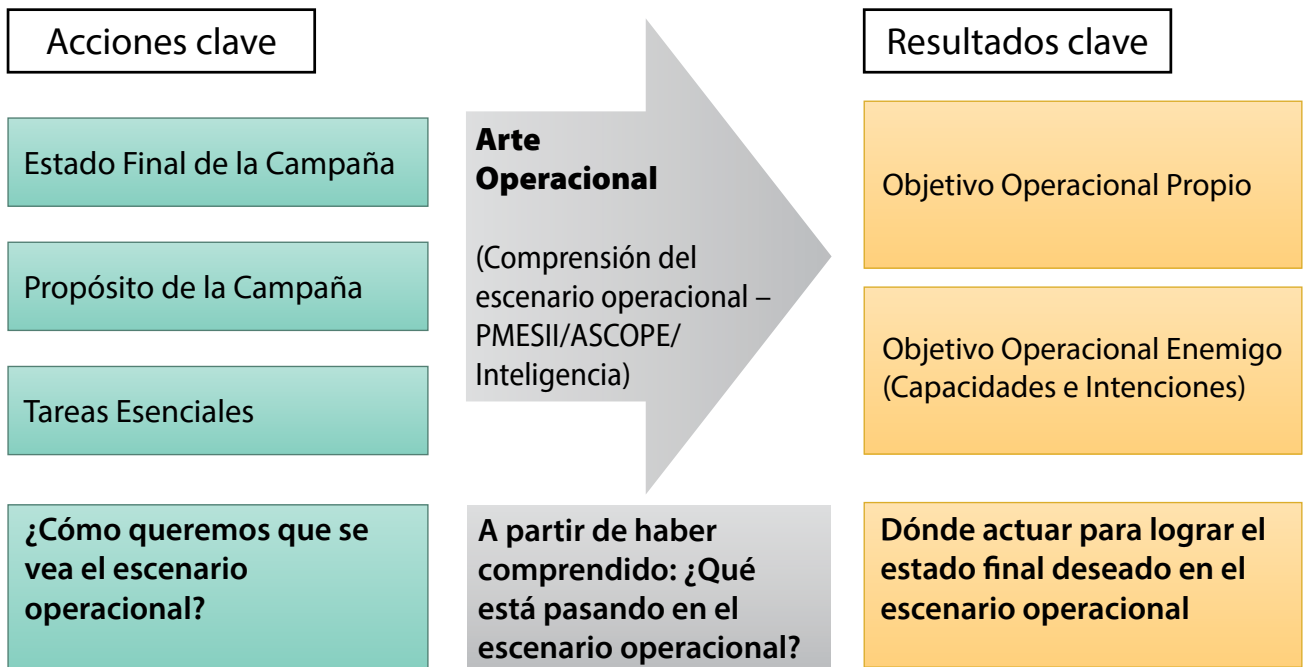 Acciones clave
Estado Final de la Campaña
Propósito de la Campaña
Tareas Esenciales
¿Cómo queremos que se
vea el escenario
operacional?
Arte
Operacional
(Comprensión del
escenario operacional –
PMESII/ASCOPE/
Inteligencia)
A partir de haber
comprendido: ¿Qué
está pasando en el
escenario operacional?
Resultados clave
Objetivo Operacional Propio
Objetivo Operacional Enemigo
(Capacidades e Intenciones)
Dónde actuar para lograr el
estado final deseado en el
escenario operacional